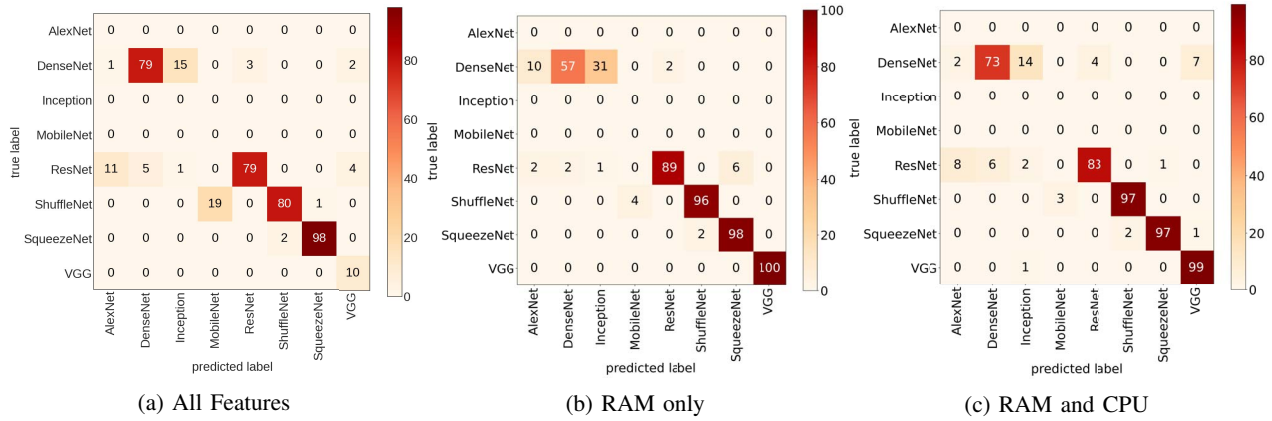 AlexNet 0 0 0 0 0 0 0 0
DenseNet 1 79 15 0 3 0 0 2
Inception 0 0 0 0 0 0 0 0
MobileNet 0 0 0 0 0 0 0 0
ResNet 11 5 1 0 79 0 0 4
ShuffleNet 0 0 0 19 0 80 1 0
SqueezeNet 0 0 0 0 0 2 98 0
VGG 0 0 0 0 0 0 0 10
AlexNet DenseNet Inception MobileNet ResNet ShuffleNet SqueezeNet VGG
true label
predicted label
80
60
40
20
0
(a) All Features
AlexNet 0 0 0 0 0 0 0 0
DenseNet 10 57 31 0 2 0 0 0
Inception 0 0 0 0 0 0 0 0
MobileNet 0 0 0 0 0 0 0 0
ResNet 2 2 1 0 89 0 6 0
ShuffleNet 0 0 0 4 0 96 0 0
SqueezeNet 0 0 0 0 0 2 98 0
VGG 0 0 0 0 0 0 0 100
AlexNet DenseNet Inception MobileNet ResNet ShuffleNet SqueezeNet VGG
true label
predicted label
100
80
60
40
20
0
(b) RAM only
AlexNet 0 0 0 0 0 0 0 0
DenseNet 2 73 14 0 4 0 0 7
Inception 0 0 0 0 0 0 0 0
MobileNet 0 0 0 0 0 0 0 0
ResNet 8 6 2 0 83 0 1 0
ShuffleNet 0 0 0 3 0 97 0 0
SqueezeNet 0 0 0 0 0 2 97 1
VGG 0 0 1 0 0 0 0 99
AlexNet DenseNet Inception MobileNet ResNet ShuffleNet SqueezeNet VGG
true label
predicted label
80
60
40
20
0
(c) RAM and CPU